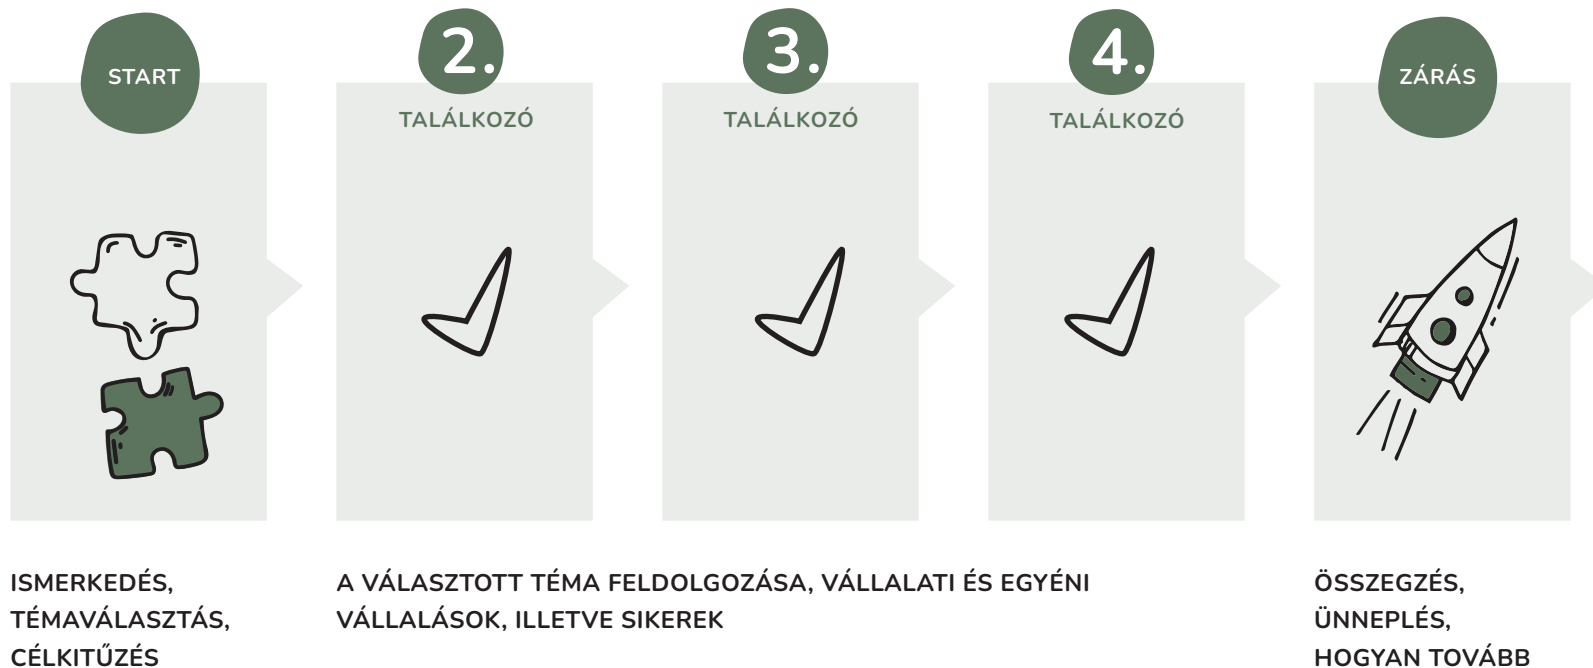 START
2.
TALÁLKOZÓ
3.
TALÁLKOZÓ
4.
TALÁLKOZÓ
ZÁRÁS
ISMERKEDÉS,
TÉMAVÁLASZTÁS,
CÉLKITŰZÉS
A VÁLASZTOTT TÉMA FELDOLGOZÁSA, VÁLLALATI ÉS EGYÉNI
VÁLLALÁSOK, ILLETVE SIKEREK
ÖSSZEGZÉS,
ÜNNEPLÉS,
HOGYAN TOVÁBB